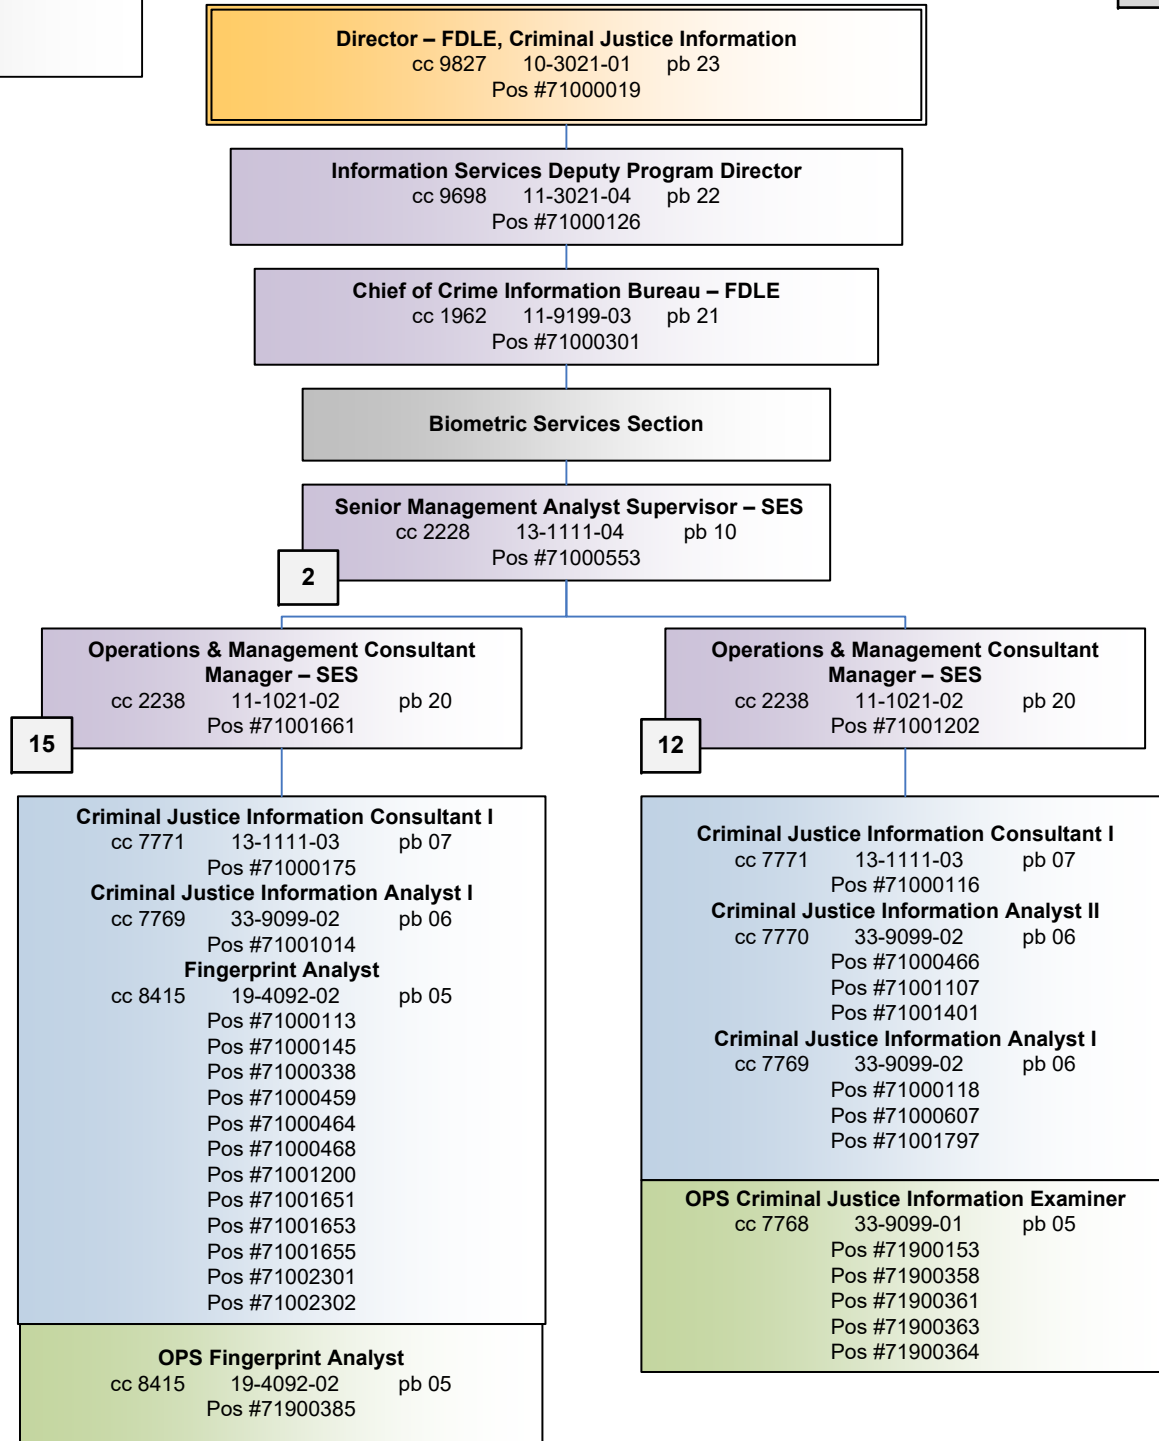 Director – FDLE, Criminal Justice Information
cc 9827 10-3021-01 pb 23
Pos #71000019
Information Services Deputy Program Director
cc 9698 11-3021-04 pb 22
Pos #71000126
Chief of Crime Information Bureau – FDLE
cc 1962 11-9199-03 pb 21
Pos #71000301
Biometric Services Section
Senior Management Analyst Supervisor – SES
cc 2228 13-1111-04 pb 10
Pos #71000553
2
Operations & Management Consultant
Manager – SES
cc 2238 11-1021-02 pb 20
Pos #71001661
15
Criminal Justice Information Consultant I
cc 7771 13-1111-03 pb 07
Pos #71000175
Criminal Justice Information Analyst I
cc 7769 33-9099-02 pb 06
Pos #71001014
Fingerprint Analyst
cc 8415 19-4092-02 pb 05
Pos #71000113
Pos #71000145
Pos #71000338
Pos #71000459
Pos #71000464
Pos #71000468
Pos #71001200
Pos #71001651
Pos #71001653
Pos #71001655
Pos #71002301
Pos #71002302
OPS Fingerprint Analyst
cc 8415 19-4092-02 pb 05
Pos #71900385
Operations & Management Consultant
Manager – SES
cc 2238 11-1021-02 pb 20
Pos #71001202
12
Criminal Justice Information Consultant I
cc 7771 13-1111-03 pb 07
Pos #71000116
Criminal Justice Information Analyst II
cc 7770 33-9099-02 pb 06
Pos #71000466
Pos #71001107
Pos #71001401
Criminal Justice Information Analyst I
cc 7769 33-9099-02 pb 06
Pos #71000118
Pos #71000607
Pos #71001797
OPS Criminal Justice Information Examiner
cc 7768 33-9099-01 pb 05
Pos #71900153
Pos #71900358
Pos #71900361
Pos #71900363
Pos #71900364